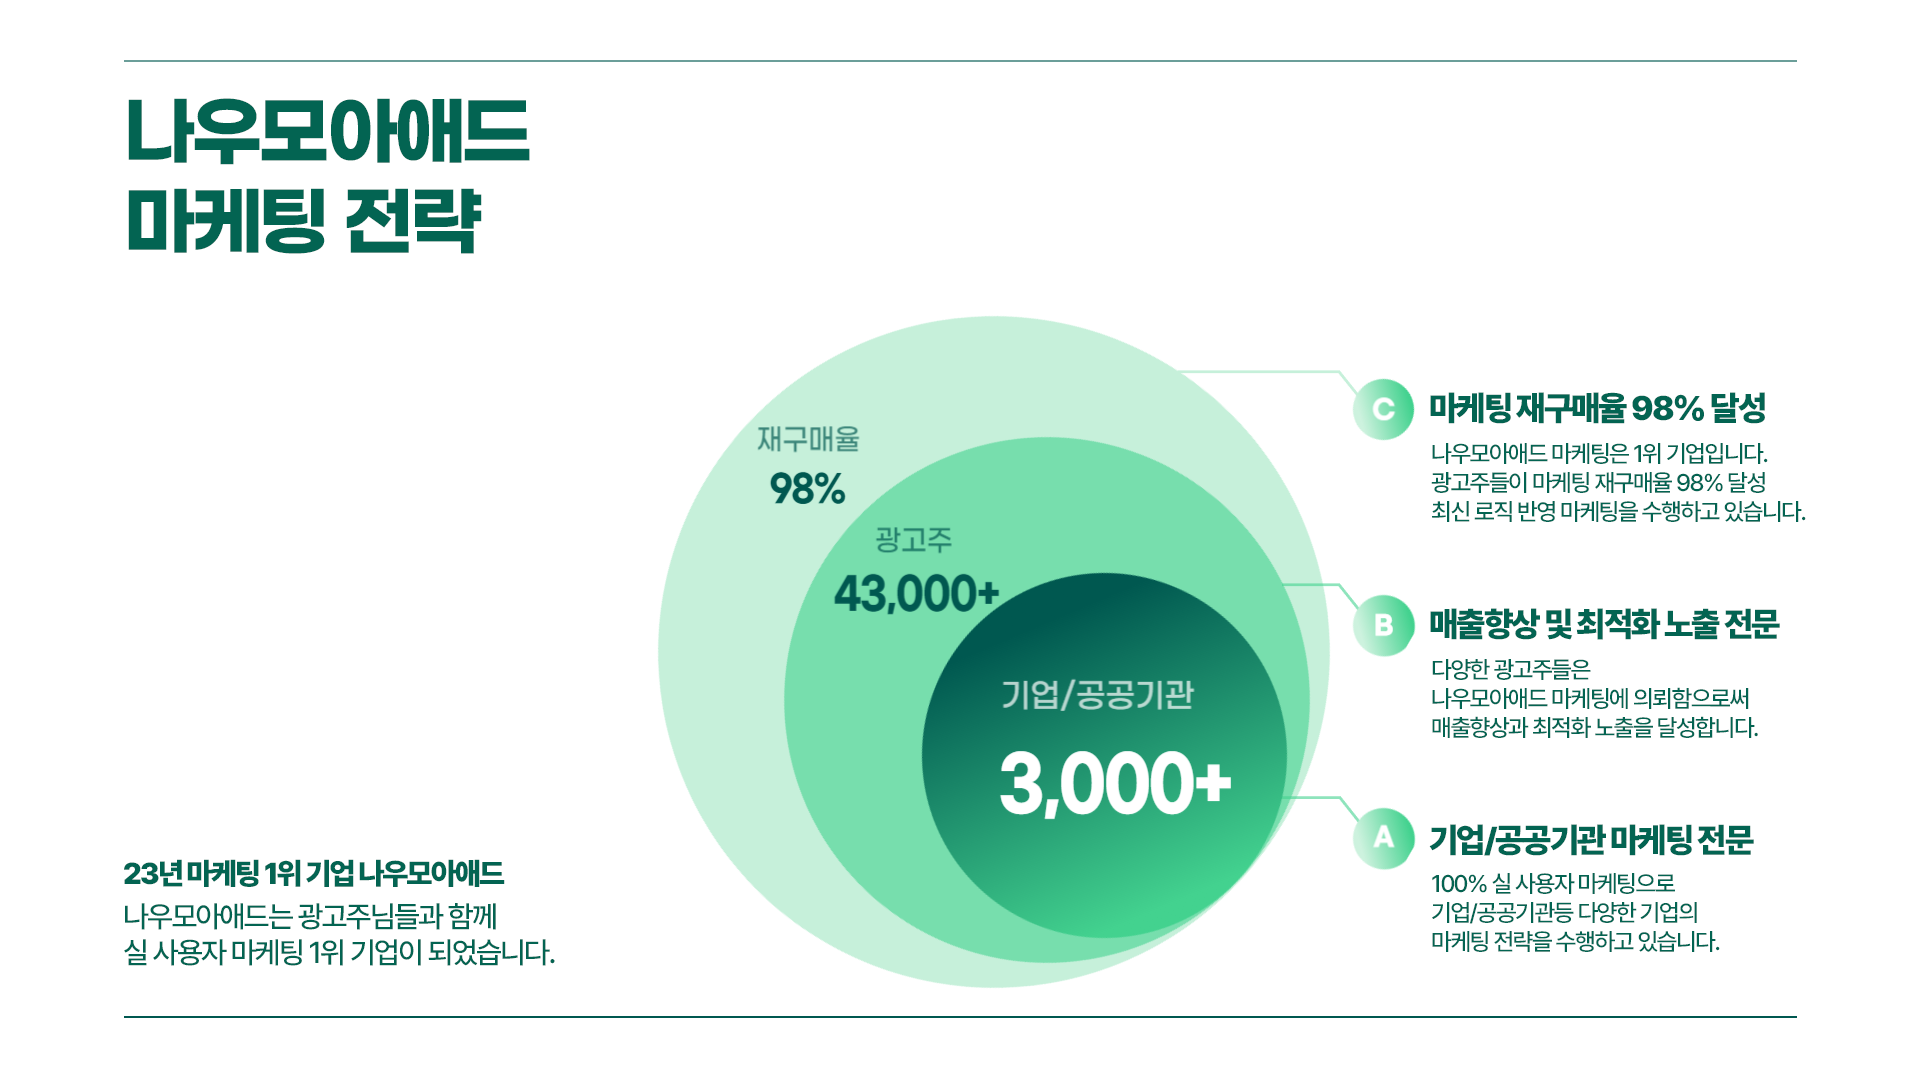 나우모아애드
마케팅 전략
재구매율
98%
광고주
43,000+
기업/공공기관
3,000+
C
마케팅 재구매율 98% 달성
나우모아애드 마케팅은 1위 기업입니다.
광고주들이 마케팅 재구매율 98% 달성
최신 로직 반영 마케팅을 수행하고 있습니다.
B
매출향상 및 최적화 노출 전문
다양한 광고주들은
나우모아애드 마케팅에 의뢰함으로써
매출향상과 최적화 노출을 달성합니다.
A
기업/공공기관 마케팅 전문
100% 실 사용자 마케팅으로
기업/공공기관등 다양한 기업의
마케팅 전략을 수행하고 있습니다.
23년 마케팅 1위 기업 나우모아애드
나우모아애드는 광고주님들과 함께
실 사용자 마케팅 1위 기업이 되었습니다.